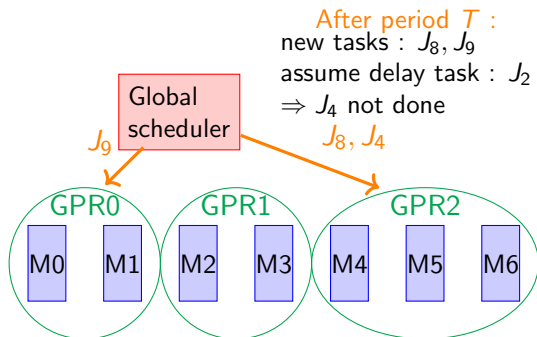 After period T :
new tasks : J8, J9
assume delay task : J2
⇒ J4 not done
Global
scheduler
J9
J8, J4
GPR0 GPR1 GPR2
M0 M1 M2 M3 M4 M5 M6